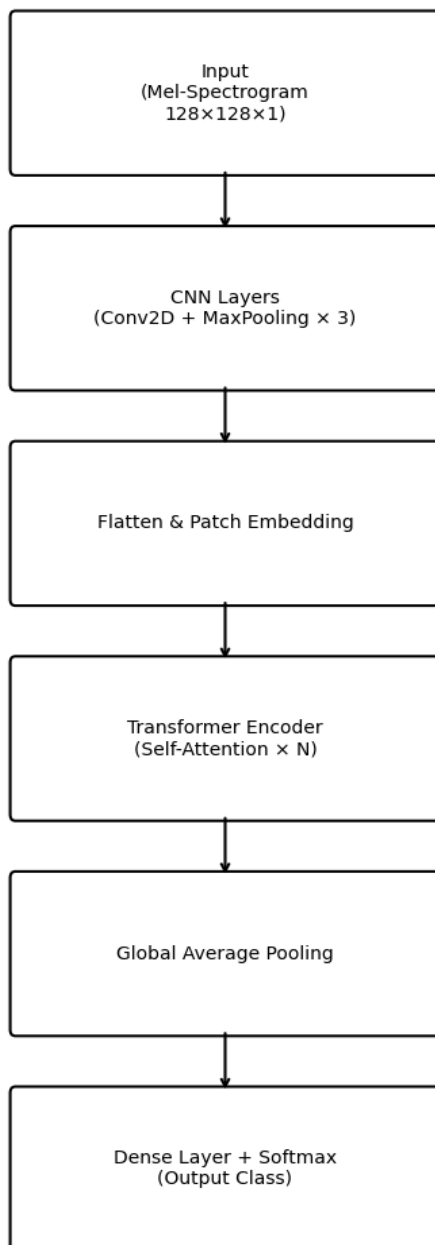 Input
(Mel-Spectrogram
128×128×1)
CNN Layers
(Conv2D + MaxPooling × 3)
Flatten & Patch Embedding
Transformer Encoder
(Self-Attention × N)
Global Average Pooling
Dense Layer + Softmax
(Output Class)